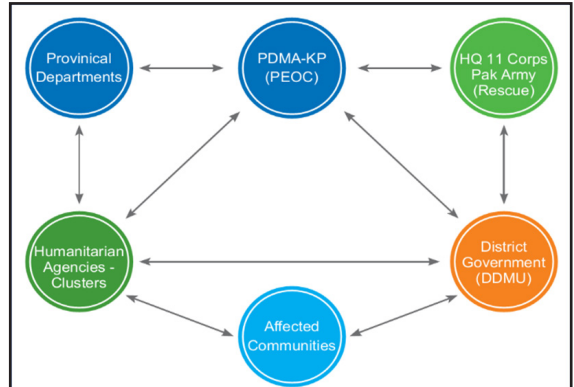 Provinical
Departments
PDMA-KP
(PEOC)
HQ 11 Corps
Pak Army
(Rescue)
Humanitarian
Agencies -
Clusters
District
Government
(DDMU)
Affected
Communities